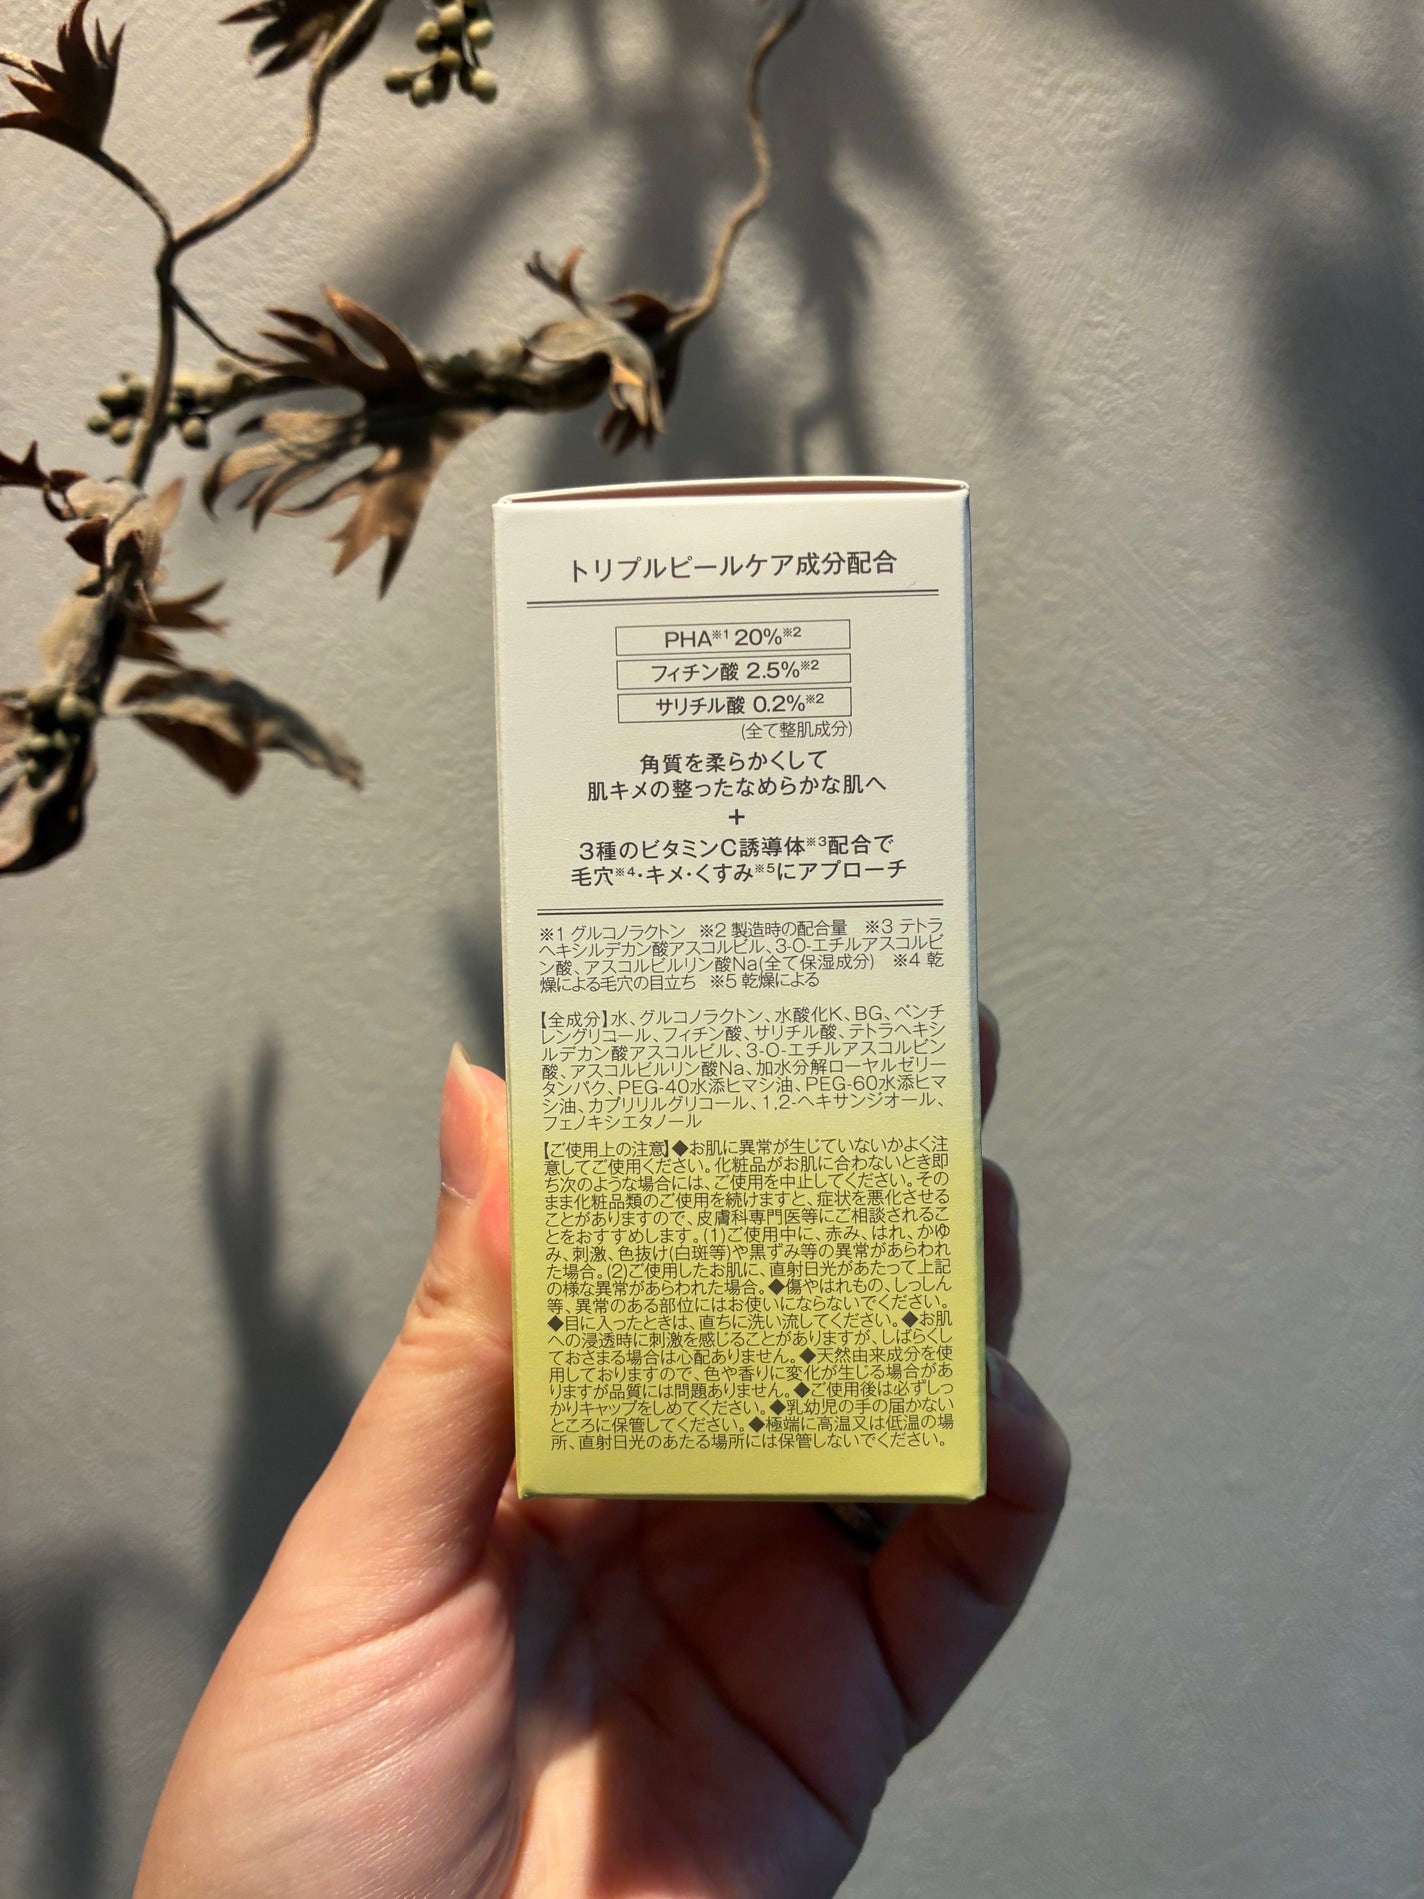 トリプルピールケア成分配合
PHA※1 20%※2
フィチン酸 2.5%※2
サリチル酸 0.2%※2
(全て整肌成分)
角質を柔らかくして
肌キメの整ったなめらかな肌へ
+
3種のビタミンC誘導体※3配合で
毛穴※4・キメ・くすみ※5にアプローチ
※1 グルコノラクトン ※2 製造時の配合量 ※3 テトラ
ヘキシルデカン酸アスコルビル、3-O-エチルアスコルビ
ン酸、アスコルビルリン酸Na(全て保湿成分) ※4 乾
燥による毛穴の目立ち ※5 乾燥による
【全成分】水、グルコノラクトン、水酸化K、BG、ペンチ
レングリコール、フィチン酸、サリチル酸、テトラヘキシ
ルデカン酸アスコルビル、3-O-エチルアスコルビン
酸、アスコルビルリン酸Na、加水分解ローヤルゼリー
タンパク、PEG-40水添ヒマシ油、PEG-60水添ヒマ
シ油、カプリリルグリコール、1,2-ヘキサンジオール、
フェノキシエタノール
【ご使用上の注意】◆お肌に異常が生じていないかよく注
意してご使用ください。化粧品がお肌に合わないとき即
ち次のような場合には、ご使用を中止してください。その
まま化粧品類のご使用を続けますと、症状を悪化させる
ことがありますので、皮膚科専門医等にご相談されるこ
とをおすすめします。(1)ご使用中に、赤み、はれ、かゆ
み、刺激、色抜け(白斑等)や黒ずみ等の異常があらわれ
た場合。(2)ご使用したお肌に、直射日光があたって上記
の様な異常があらわれた場合。◆傷やはれもの、しっしん
等、異常のある部位にはお使いにならないでください。
◆目に入ったときは、直ちに洗い流してください。◆お肌
への浸透時に刺激を感じることがありますが、しばらくし
ておさまる場合は心配ありません。◆天然由来成分を使
用しておりますので、色や香りに変化が生じる場合があ
りますが品質には問題ありません。◆ご使用後は必ずしっ
かりキャップをしめてください。◆乳幼児の手の届かない
ところに保管してください。◆極端に高温又は低温の場
所、直射日光のあたる場所には保管しないでください。